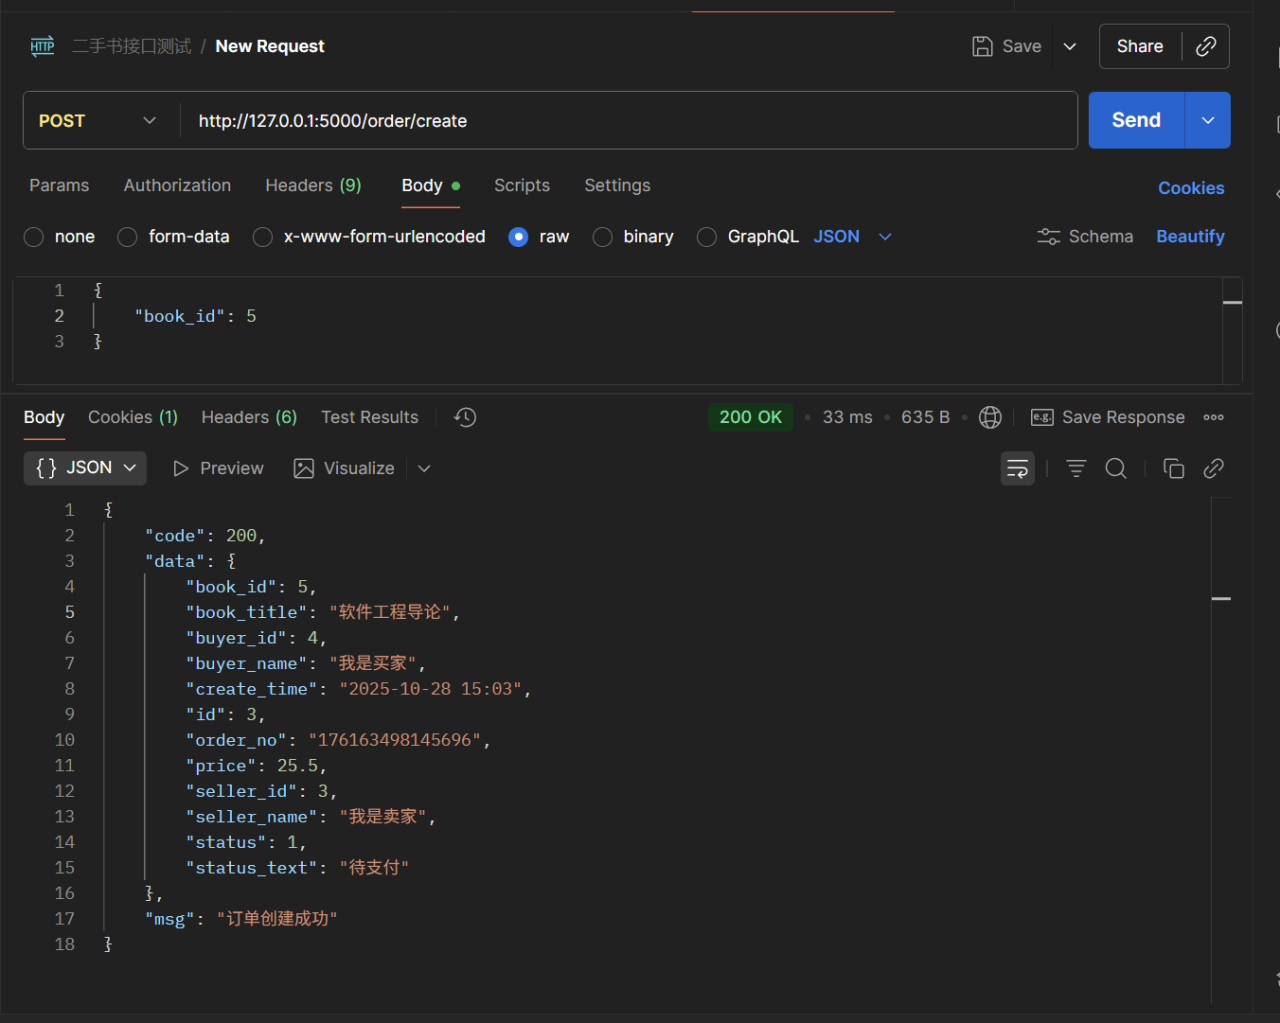 HTTP 二手书接口测试 / New Request Save Share
POST http://127.0.0.1:5000/order/create Send
Params Authorization Headers (9) Body Scripts Settings Cookies
none form-data x-www-form-urlencoded raw binary GraphQL JSON Schema Beautify
1 {
2 "book_id": 5
3 }
Body Cookies (1) Headers (6) Test Results 200 OK • 33 ms • 635 B • e.g. Save Response
{} JSON Preview Visualize
1 {
2 "code": 200,
3 "data": {
4 "book_id": 5,
5 "book_title": "软件工程导论",
6 "buyer_id": 4,
7 "buyer_name": "我是买家",
8 "create_time": "2025-10-28 15:03",
9 "id": 3,
10 "order_no": "176163498145696",
11 "price": 25.5,
12 "seller_id": 3,
13 "seller_name": "我是卖家",
14 "status": 1,
15 "status_text": "待支付"
16 },
17 "msg": "订单创建成功"
18 }